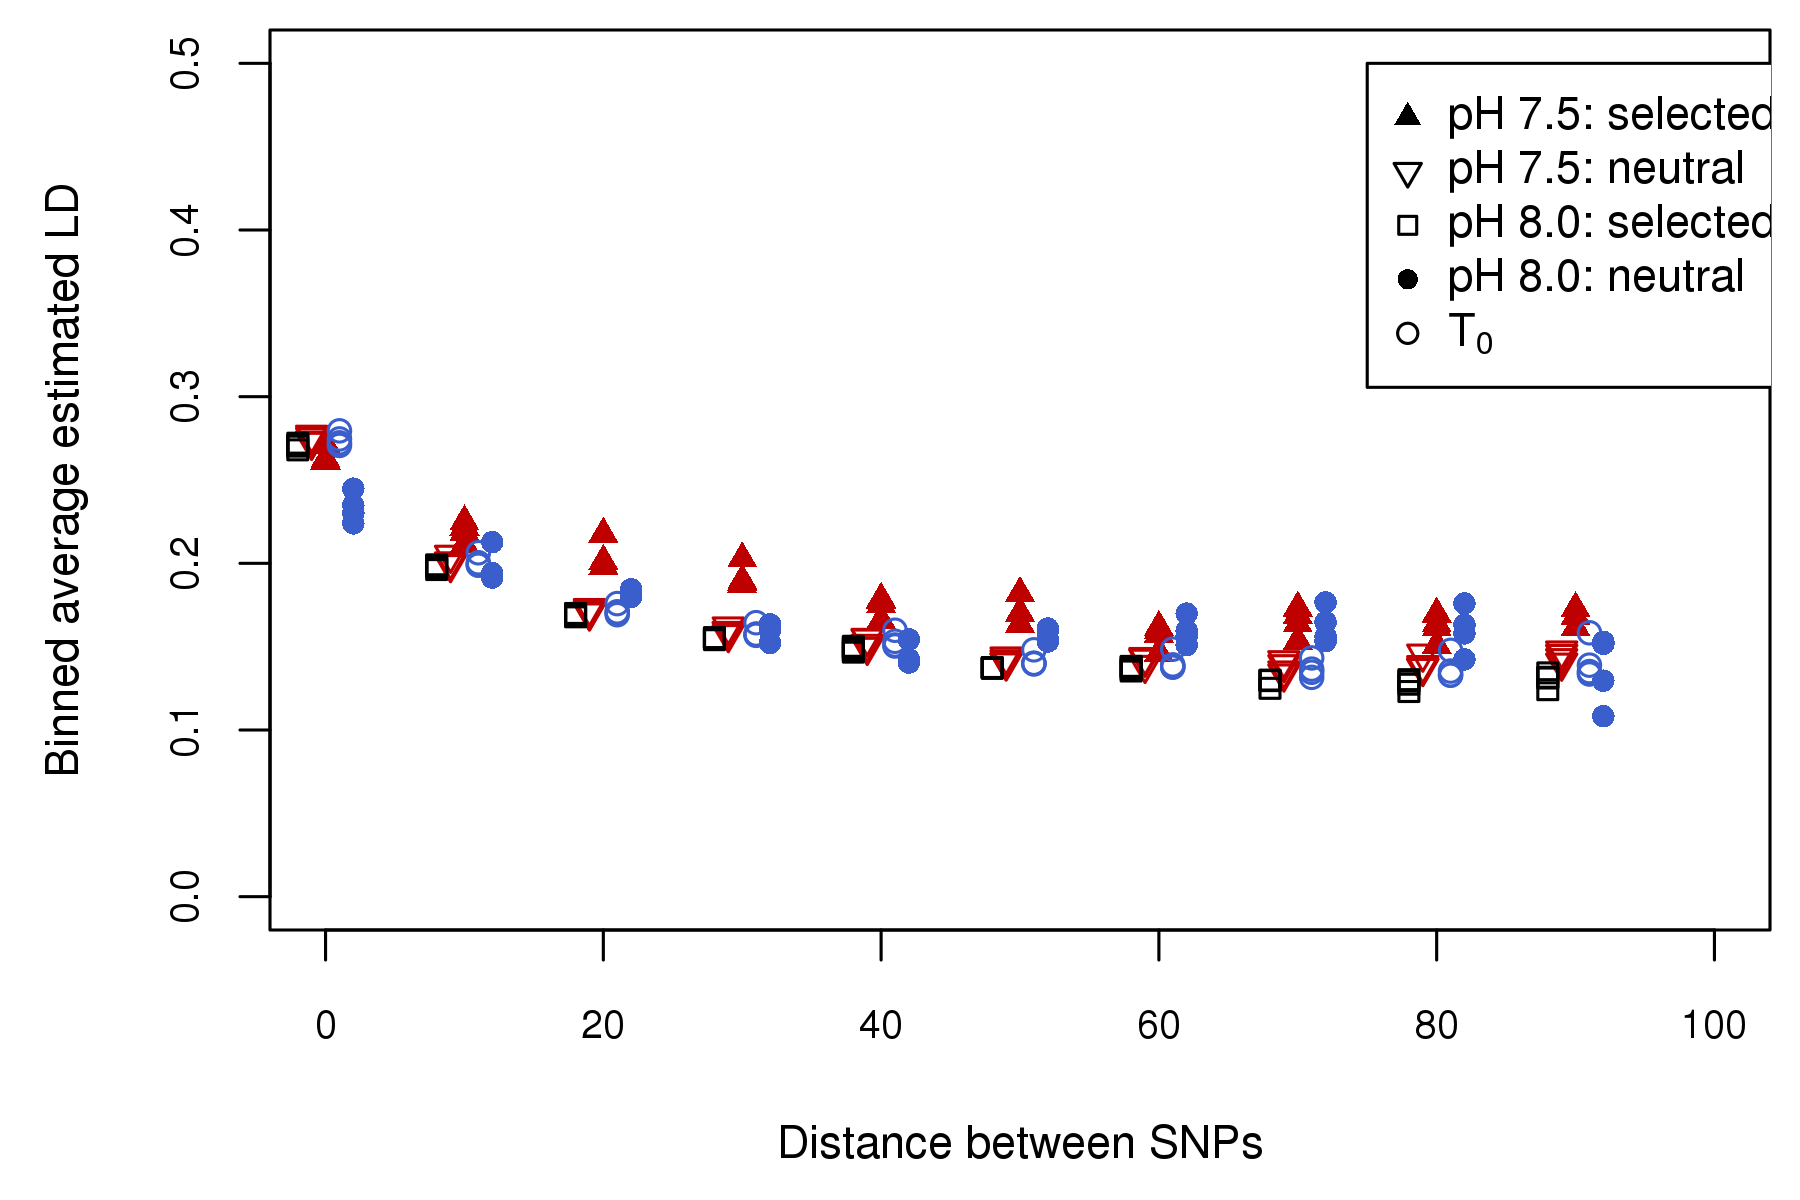 Binned average estimated LD
0.5
0.4
0.3
0.2
0.1
0.0
pH 7.5: selected
pH 7.5: neutral
pH 8.0: selected
pH 8.0: neutral
T₀
0 20 40 60 80 100
Distance between SNPs